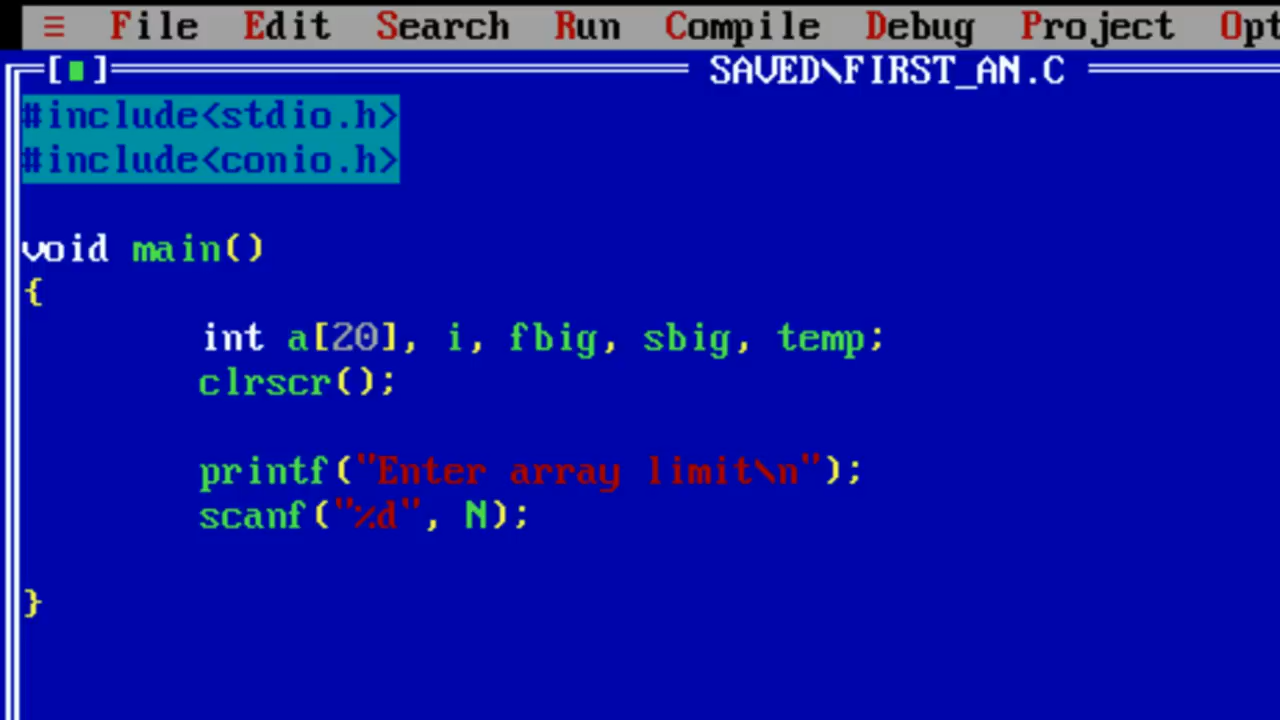 ≡ File Edit Search Run Compile Debug Project Opt
[■] SAVED\FIRST_AN.C
#include<stdio.h>
#include<conio.h>
void main()
{
int a[20], i, fbig, sbig, temp;
clrscr();
printf("Enter array limit\n");
scanf("%d", N);
}